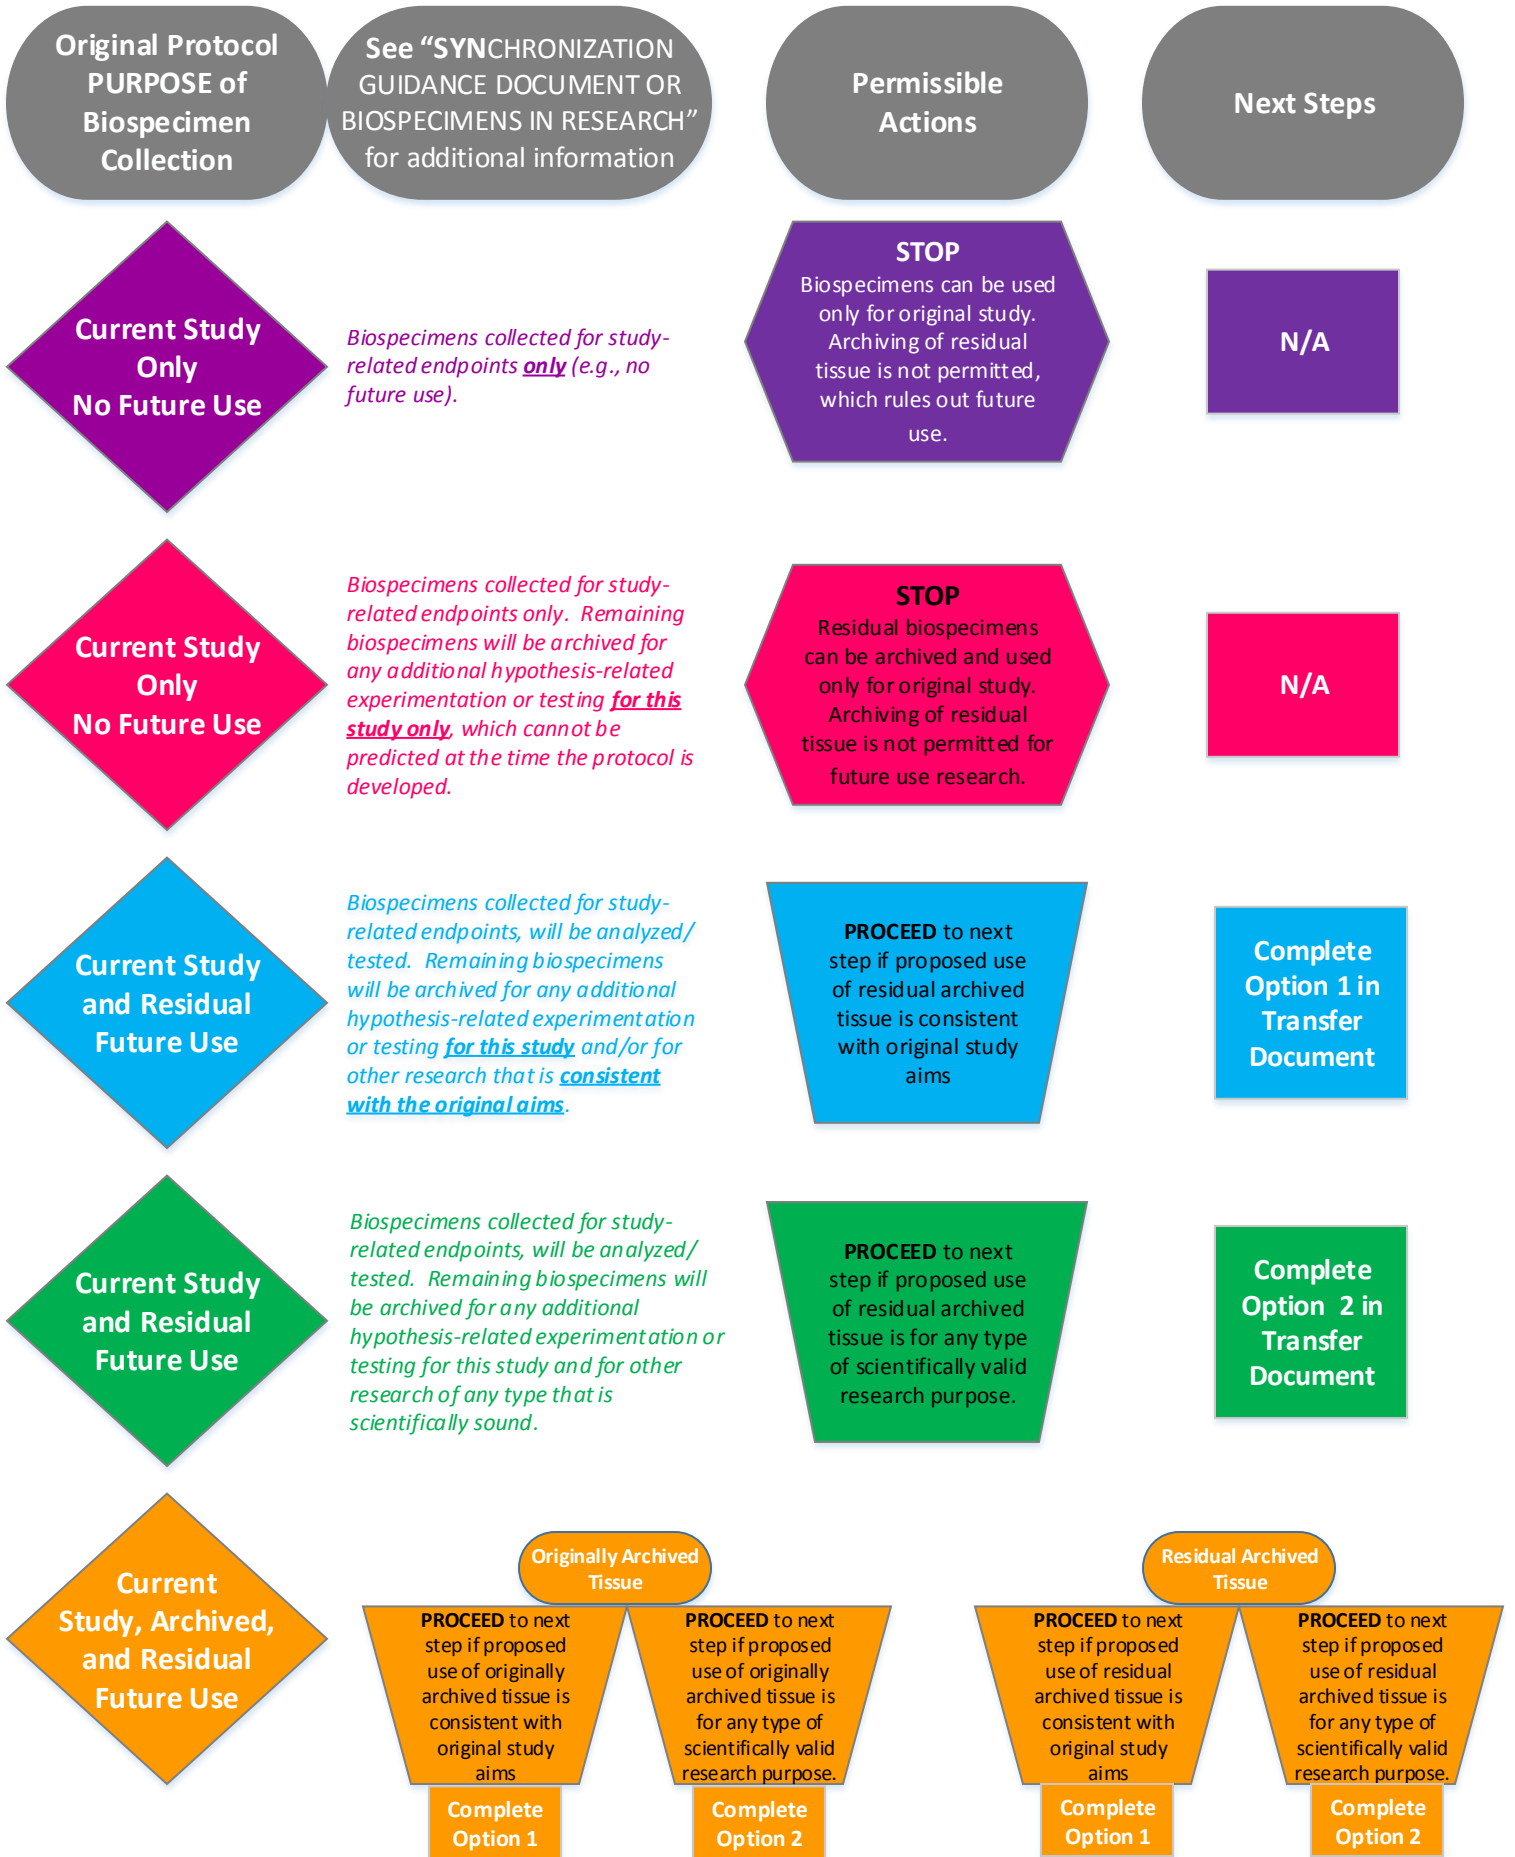 Original Protocol
PURPOSE of
Biospecimen
Collection
See “SYNCHRONIZATION
GUIDANCE DOCUMENT OR
BIOSPECIMENS IN RESEARCH”
for additional information
Permissible
Actions
Next Steps
Current Study
Only
No Future Use
Biospecimens collected for study-
related endpoints only (e.g., no
future use).
STOP
Biospecimens can be used
only for original study.
Archiving of residual
tissue is not permitted,
which rules out future
use.
N/A
Current Study
Only
No Future Use
Biospecimens collected for study-
related endpoints only. Remaining
biospecimens will be archived for
any additional hypothesis-related
experimentation or testing for this
study only, which cannot be
predicted at the time the protocol is
developed.
STOP
Residual biospecimens
can be archived and used
only for original study.
Archiving of residual
tissue is not permitted for
future use research.
N/A
Current Study
and Residual
Future Use
Biospecimens collected for study-
related endpoints, will be analyzed/
tested. Remaining biospecimens
will be archived for any additional
hypothesis-related experimentation
or testing for this study and/or for
other research that is consistent
with the original aims.
PROCEED to next
step if proposed use
of residual archived
tissue is consistent
with original study
aims
Complete
Option 1 in
Transfer
Document
Current Study
and Residual
Future Use
Biospecimens collected for study-
related endpoints, will be analyzed/
tested. Remaining biospecimens will
be archived for any additional
hypothesis-related experimentation or
testing for this study and for other
research of any type that is
scientifically sound.
PROCEED to next
step if proposed use
of residual archived
tissue is for any type
of scientifically valid
research purpose.
Complete
Option 2 in
Transfer
Document
Current
Study, Archived,
and Residual
Future Use
Originally Archived
Tissue
PROCEED to next
step if proposed
use of originally
archived tissue is
consistent with
original study
aims
Complete
Option 1
PROCEED to next
step if proposed
use of originally
archived tissue is
for any type of
scientifically valid
research purpose.
Complete
Option 2
Residual Archived
Tissue
PROCEED to next
step if proposed
use of residual
archived tissue is
consistent with
original study
aims
Complete
Option 1
PROCEED to next
step if proposed
use of residual
archived tissue is
for any type of
scientifically valid
research purpose.
Complete
Option 2